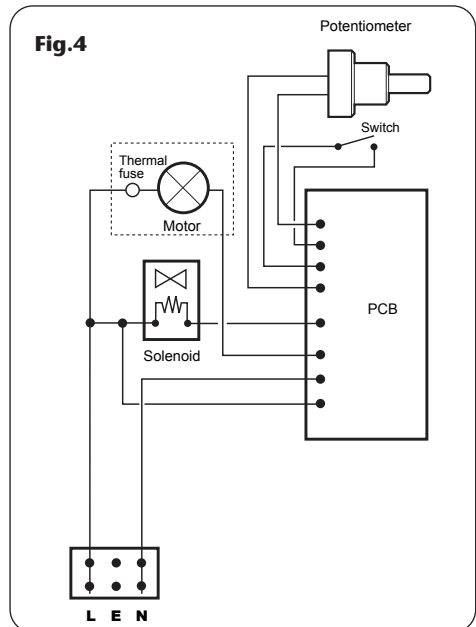 Fig.4
Potentiometer
Switch
Thermal
fuse
Motor
Solenoid
PCB
L E N